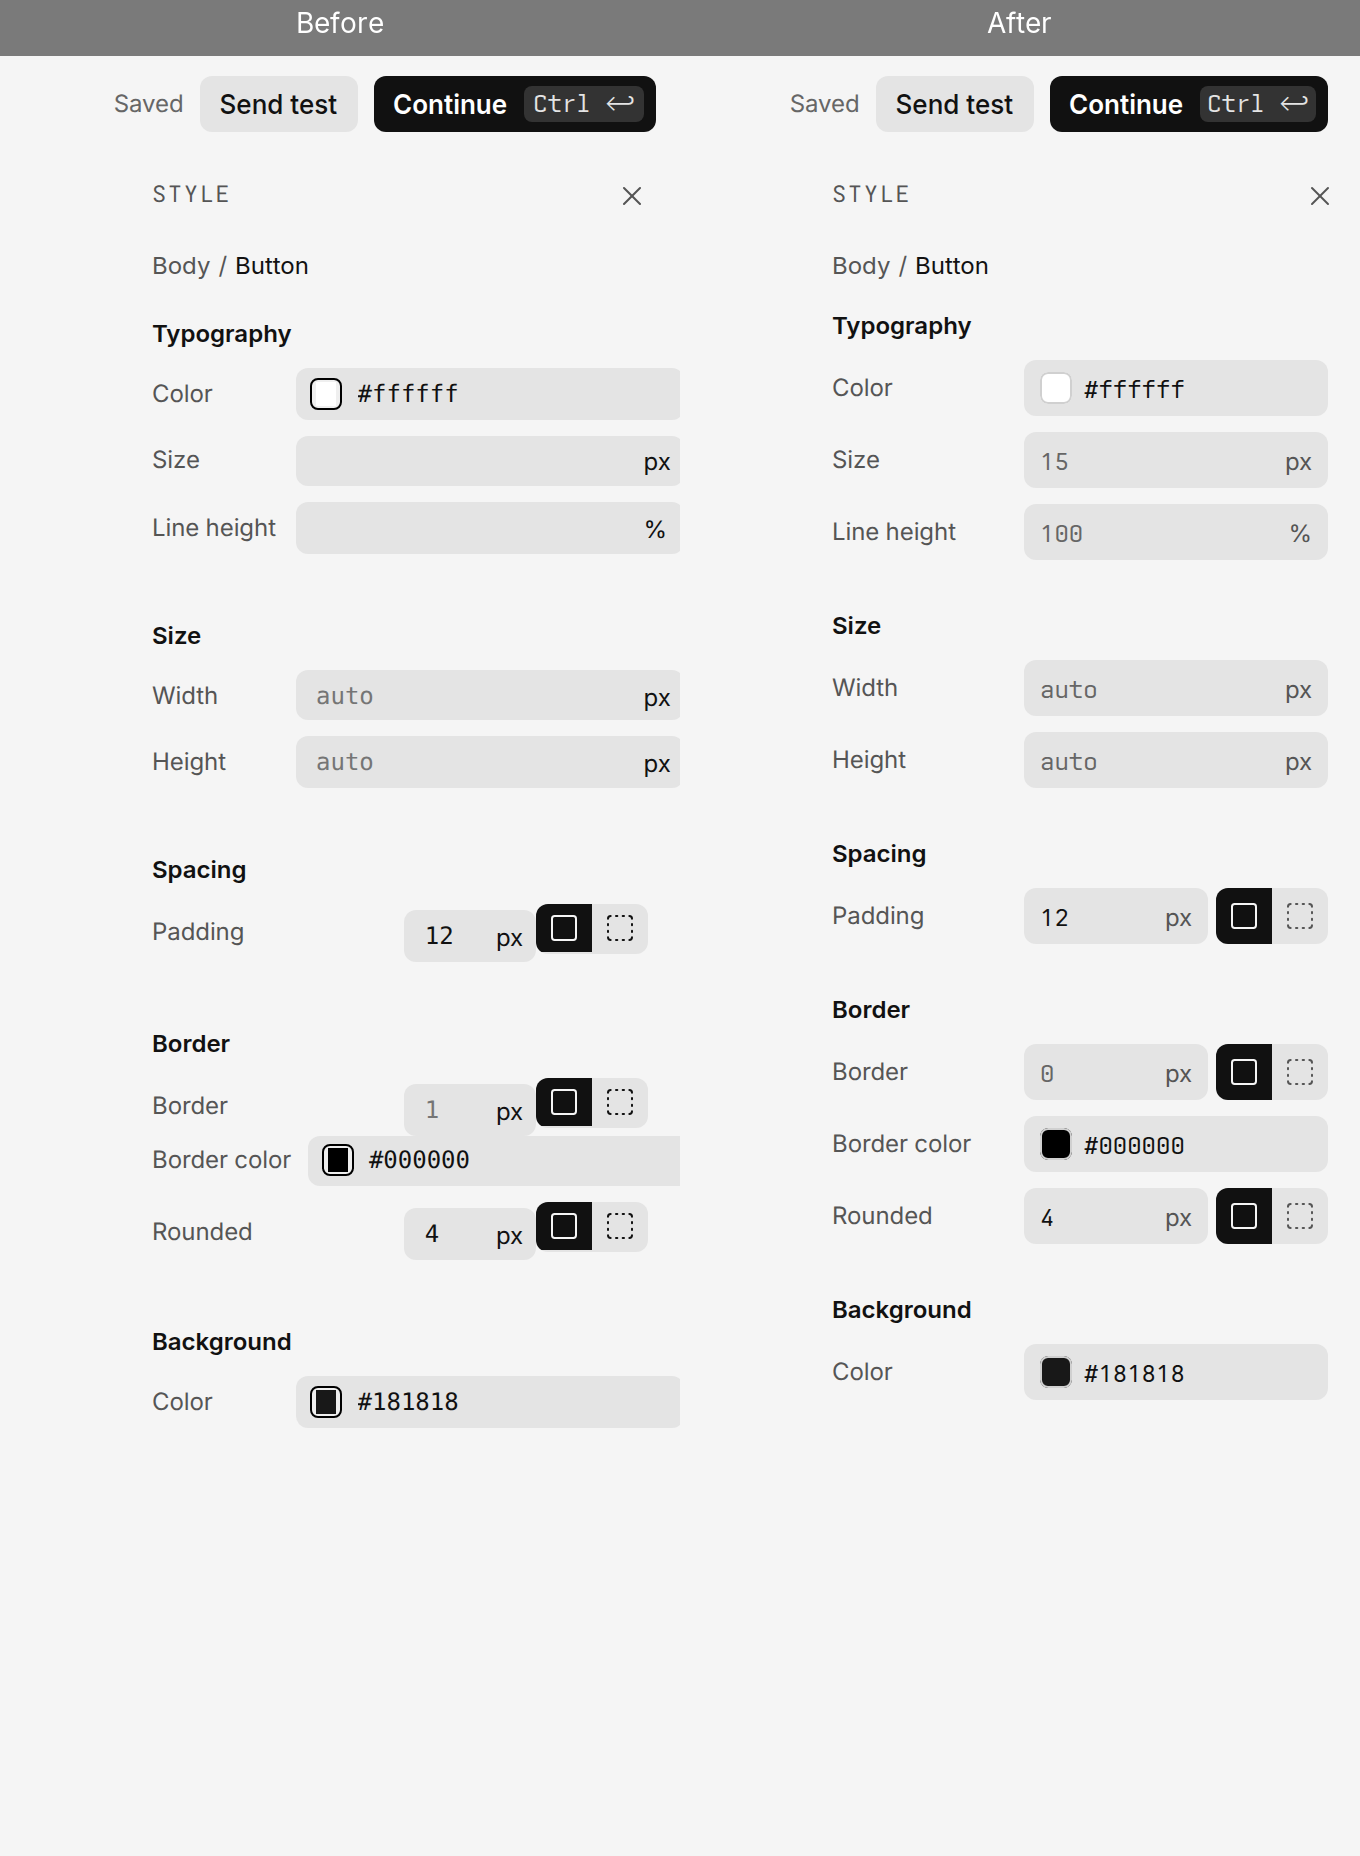 Before
After
Saved Send test Continue Ctrl ↩
STYLE
Body / Button
Typography
Color #ffffff
Size px
Line height %
Size
Width auto px
Height auto px
Spacing
Padding 12 px
Border
Border 1 px
Border color #000000
Rounded 4 px
Background
Color #181818
Saved Send test Continue Ctrl ↩
STYLE
Body / Button
Typography
Color #ffffff
Size 15 px
Line height 100 %
Size
Width auto px
Height auto px
Spacing
Padding 12 px
Border
Border 0 px
Border color #000000
Rounded 4 px
Background
Color #181818